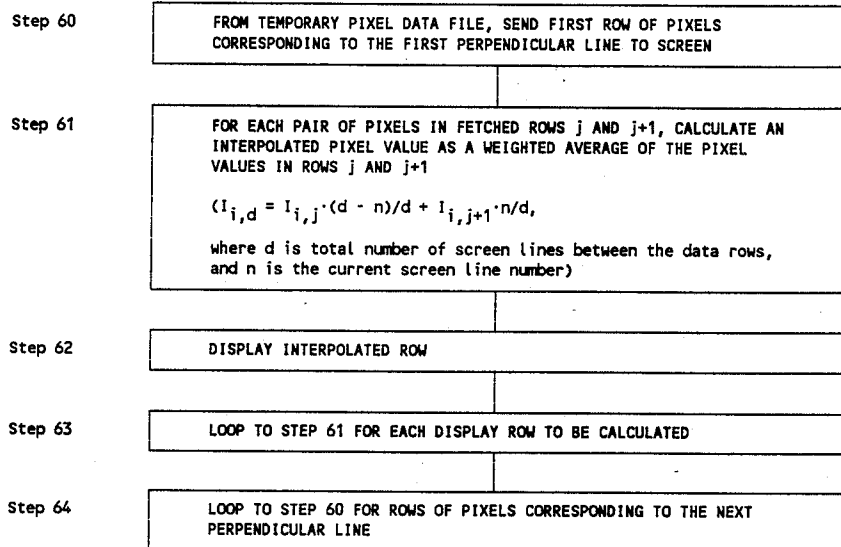 Step 60
FROM TEMPORARY PIXEL DATA FILE, SEND FIRST ROW OF PIXELS
CORRESPONDING TO THE FIRST PERPENDICULAR LINE TO SCREEN
Step 61
FOR EACH PAIR OF PIXELS IN FETCHED ROWS j AND j+1, CALCULATE AN
INTERPOLATED PIXEL VALUE AS A WEIGHTED AVERAGE OF THE PIXEL
VALUES IN ROWS j AND j+1
(I_{i,d} = I_{i,j}·(d - n)/d + I_{i,j+1}·n/d,
where d is total number of screen lines between the data rows,
and n is the current screen line number)
Step 62
DISPLAY INTERPOLATED ROW
Step 63
LOOP TO STEP 61 FOR EACH DISPLAY ROW TO BE CALCULATED
Step 64
LOOP TO STEP 60 FOR ROWS OF PIXELS CORRESPONDING TO THE NEXT
PERPENDICULAR LINE